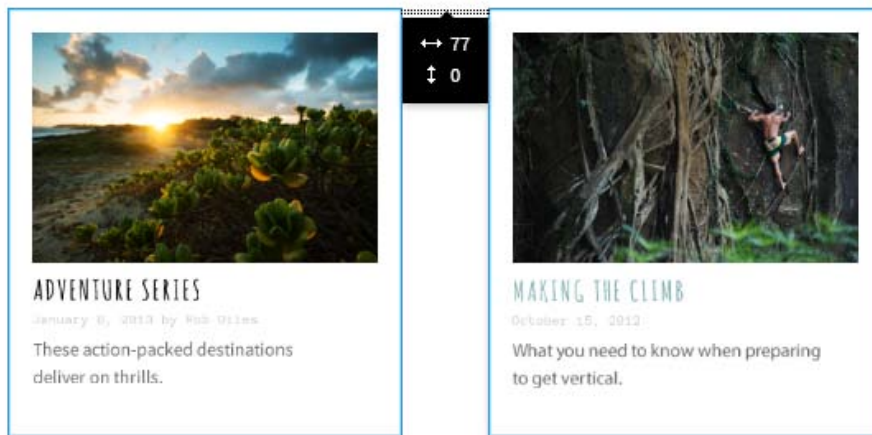 77
0
ADVENTURE SERIES
January 8, 2013 by Rob Giles
These action-packed destinations
deliver on thrills.
MAKING THE CLIMB
October 15, 2012
What you need to know when preparing
to get vertical.